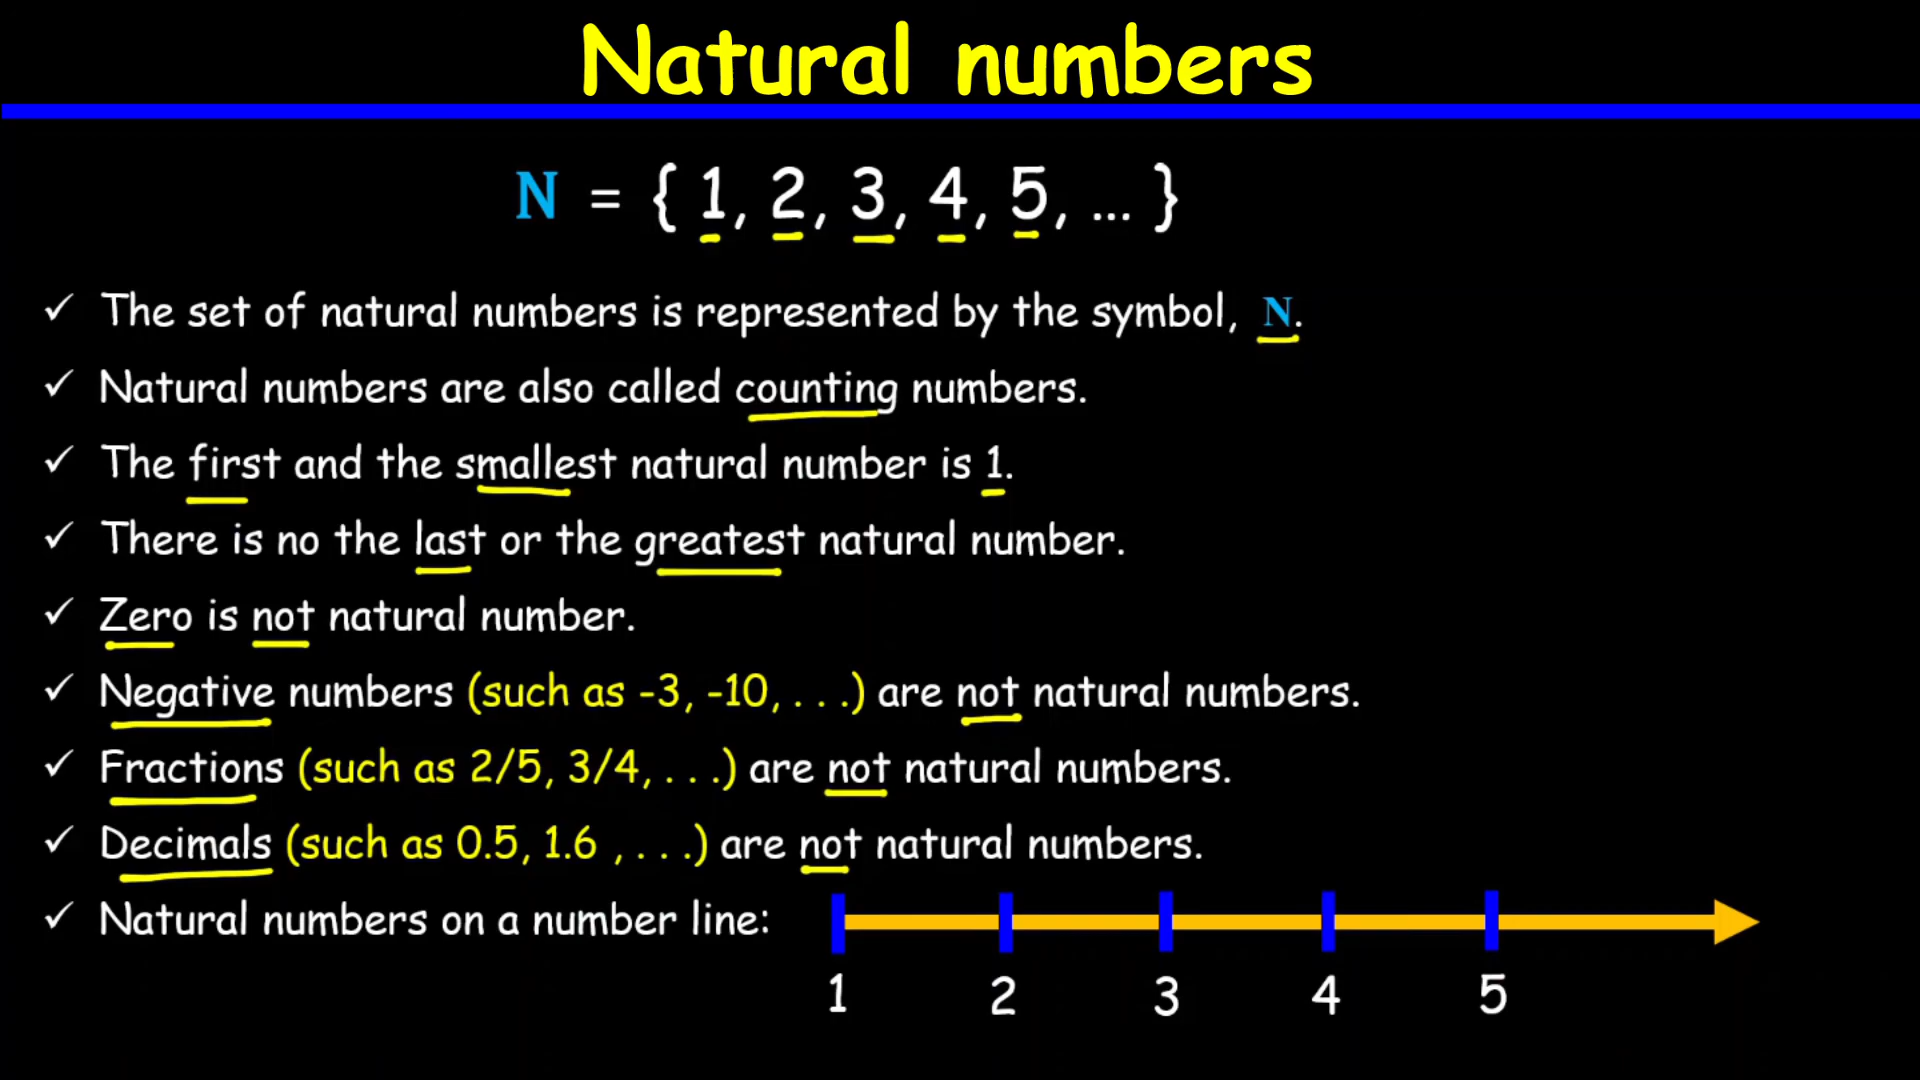 Natural numbers
N = { 1, 2, 3, 4, 5, ... }
✓ The set of natural numbers is represented by the symbol, N.
✓ Natural numbers are also called counting numbers.
✓ The first and the smallest natural number is 1.
✓ There is no the last or the greatest natural number.
✓ Zero is not natural number.
✓ Negative numbers (such as -3, -10, . . .) are not natural numbers.
✓ Fractions (such as 2/5, 3/4, . . .) are not natural numbers.
✓ Decimals (such as 0.5, 1.6 , . . .) are not natural numbers.
✓ Natural numbers on a number line:
1 2 3 4 5